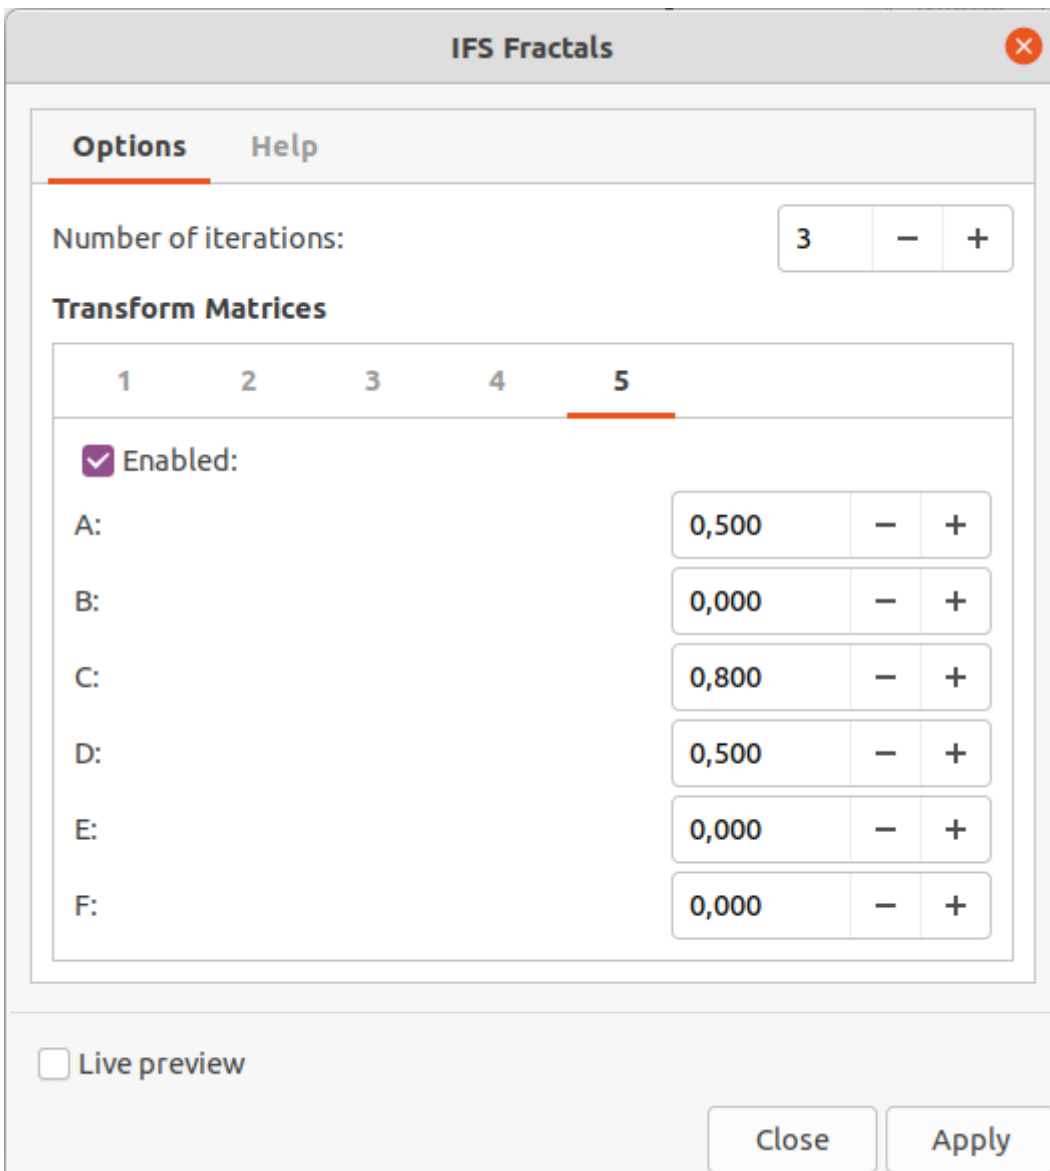 IFS Fractals
Options Help
Number of iterations: 3 − +
Transform Matrices
1 2 3 4 5
Enabled:
A: 0,500 − +
B: 0,000 − +
C: 0,800 − +
D: 0,500 − +
E: 0,000 − +
F: 0,000 − +
Live preview
Close Apply